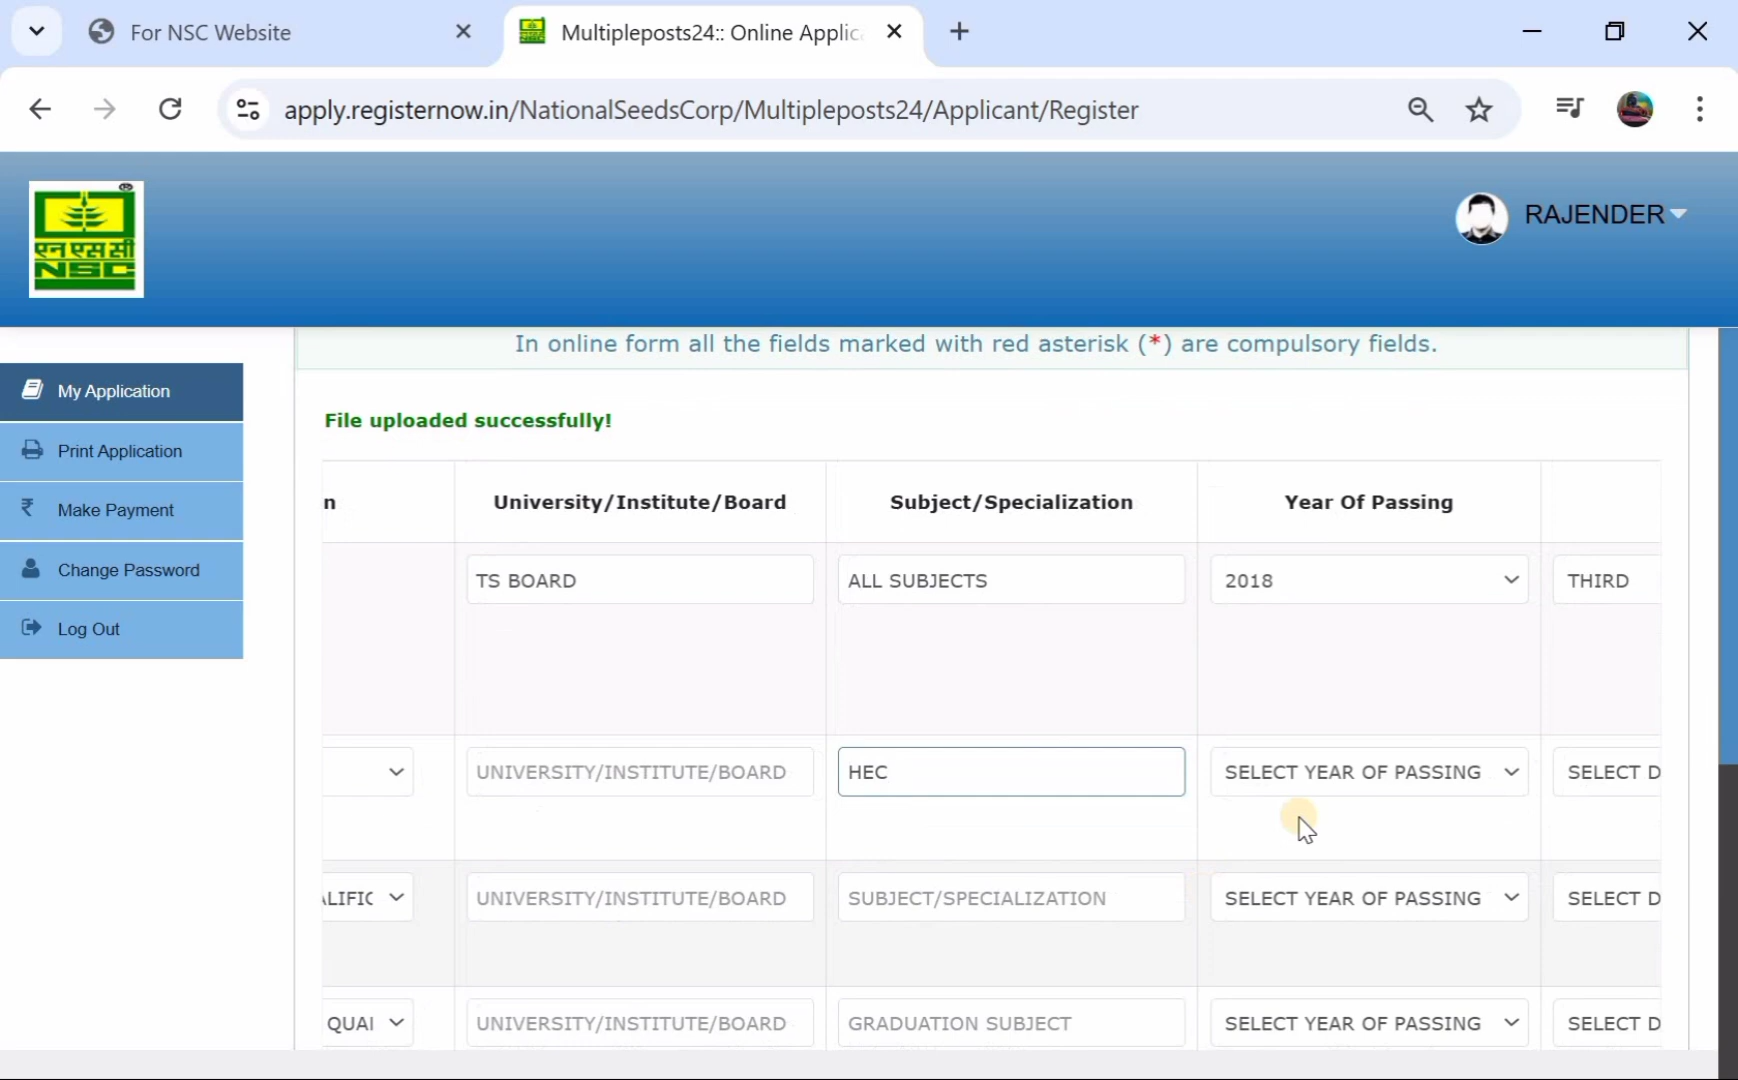 For NSC Website
Multipleposts24:: Online Applic
apply.registernow.in/NationalSeedsCorp/Multipleposts24/Applicant/Register
एन एस सी
NSC
RAJENDER
In online form all the fields marked with red asterisk (*) are compulsory fields.
My Application
Print Application
Make Payment
Change Password
Log Out
File uploaded successfully!
n University/Institute/Board Subject/Specialization Year Of Passing
TS BOARD ALL SUBJECTS 2018 THIRD
UNIVERSITY/INSTITUTE/BOARD HEC SELECT YEAR OF PASSING SELECT D
LIFIC UNIVERSITY/INSTITUTE/BOARD SUBJECT/SPECIALIZATION SELECT YEAR OF PASSING SELECT D
QUAI UNIVERSITY/INSTITUTE/BOARD GRADUATION SUBJECT SELECT YEAR OF PASSING SELECT D